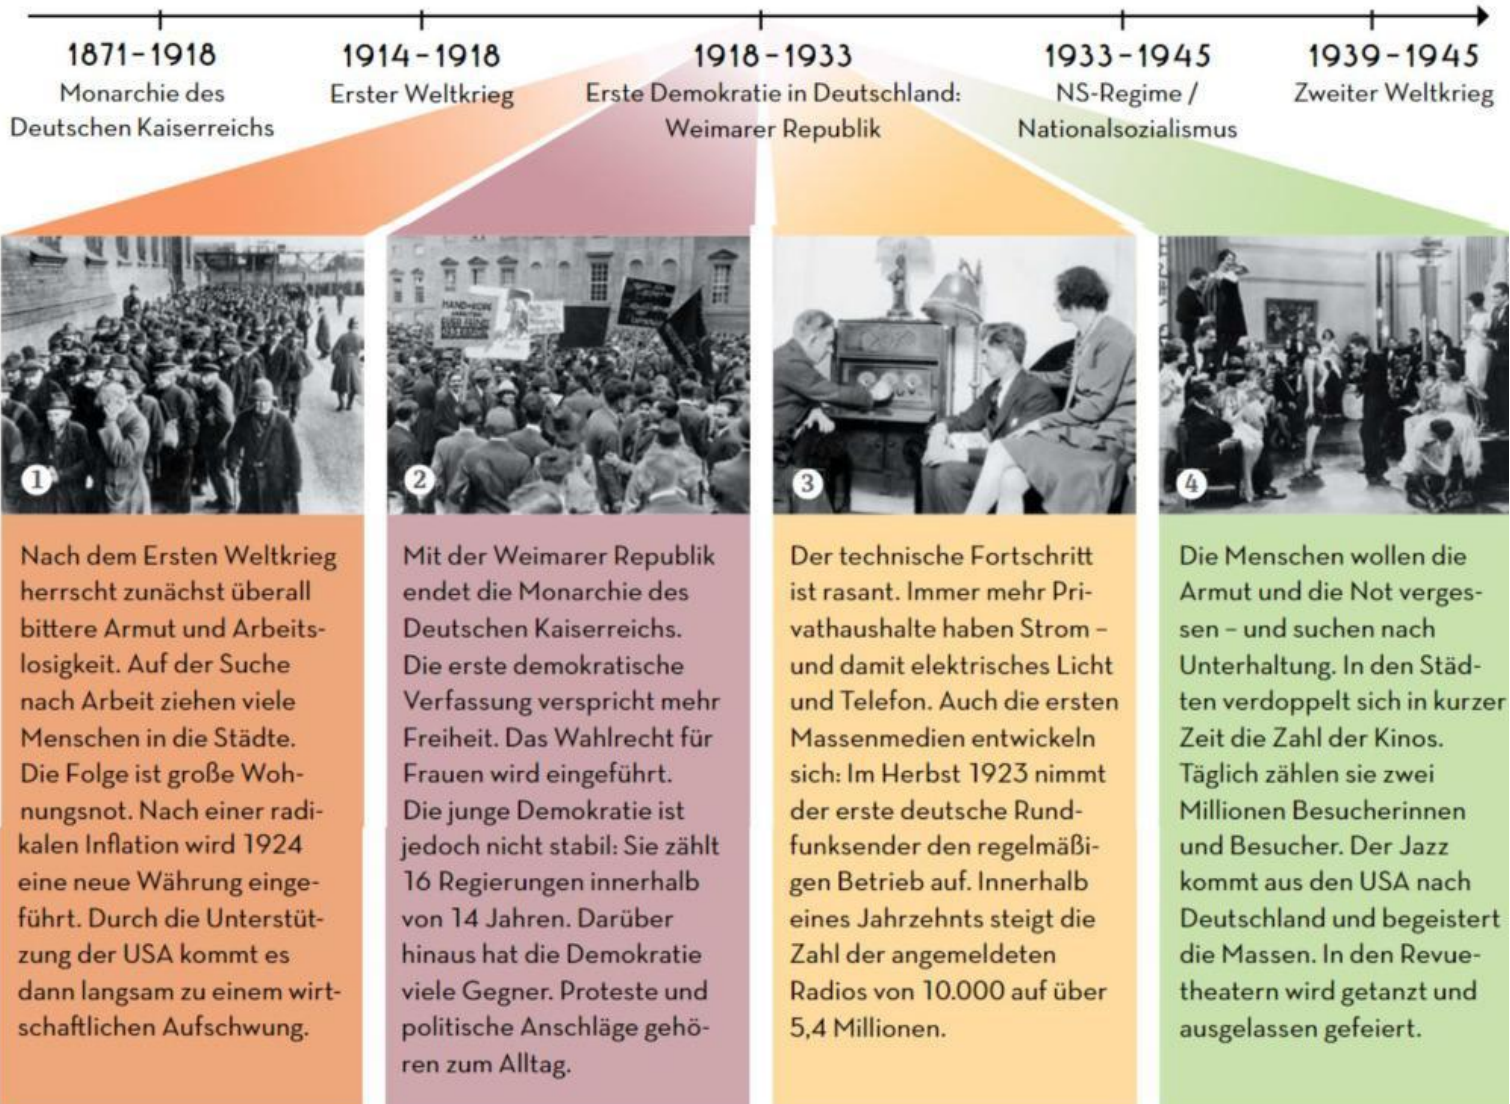 1871–1918
Monarchie des
Deutschen Kaiserreichs
1914–1918
Erster Weltkrieg
1918–1933
Erste Demokratie in Deutschland:
Weimarer Republik
1933–1945
NS-Regime /
Nationalsozialismus
1939–1945
Zweiter Weltkrieg
1
Nach dem Ersten Weltkrieg
herrscht zunächst überall
bittere Armut und Arbeits-
losigkeit. Auf der Suche
nach Arbeit ziehen viele
Menschen in die Städte.
Die Folge ist große Woh-
nungsnot. Nach einer radi-
kalen Inflation wird 1924
eine neue Währung einge-
führt. Durch die Unterstüt-
zung der USA kommt es
dann langsam zu einem wirt-
schaftlichen Aufschwung.
2
Mit der Weimarer Republik
endet die Monarchie des
Deutschen Kaiserreichs.
Die erste demokratische
Verfassung verspricht mehr
Freiheit. Das Wahlrecht für
Frauen wird eingeführt.
Die junge Demokratie ist
jedoch nicht stabil: Sie zählt
16 Regierungen innerhalb
von 14 Jahren. Darüber
hinaus hat die Demokratie
viele Gegner. Proteste und
politische Anschläge gehö-
ren zum Alltag.
3
Der technische Fortschritt
ist rasant. Immer mehr Pri-
vathaushalte haben Strom –
und damit elektrisches Licht
und Telefon. Auch die ersten
Massenmedien entwickeln
sich: Im Herbst 1923 nimmt
der erste deutsche Rund-
funksender den regelmäßi-
gen Betrieb auf. Innerhalb
eines Jahrzehnts steigt die
Zahl der angemeldeten
Radios von 10.000 auf über
5,4 Millionen.
4
Die Menschen wollen die
Armut und die Not verges-
sen – und suchen nach
Unterhaltung. In den Städ-
ten verdoppelt sich in kurzer
Zeit die Zahl der Kinos.
Täglich zählen sie zwei
Millionen Besucherinnen
und Besucher. Der Jazz
kommt aus den USA nach
Deutschland und begeistert
die Massen. In den Revue-
theatern wird getanzt und
ausgelassen gefeiert.